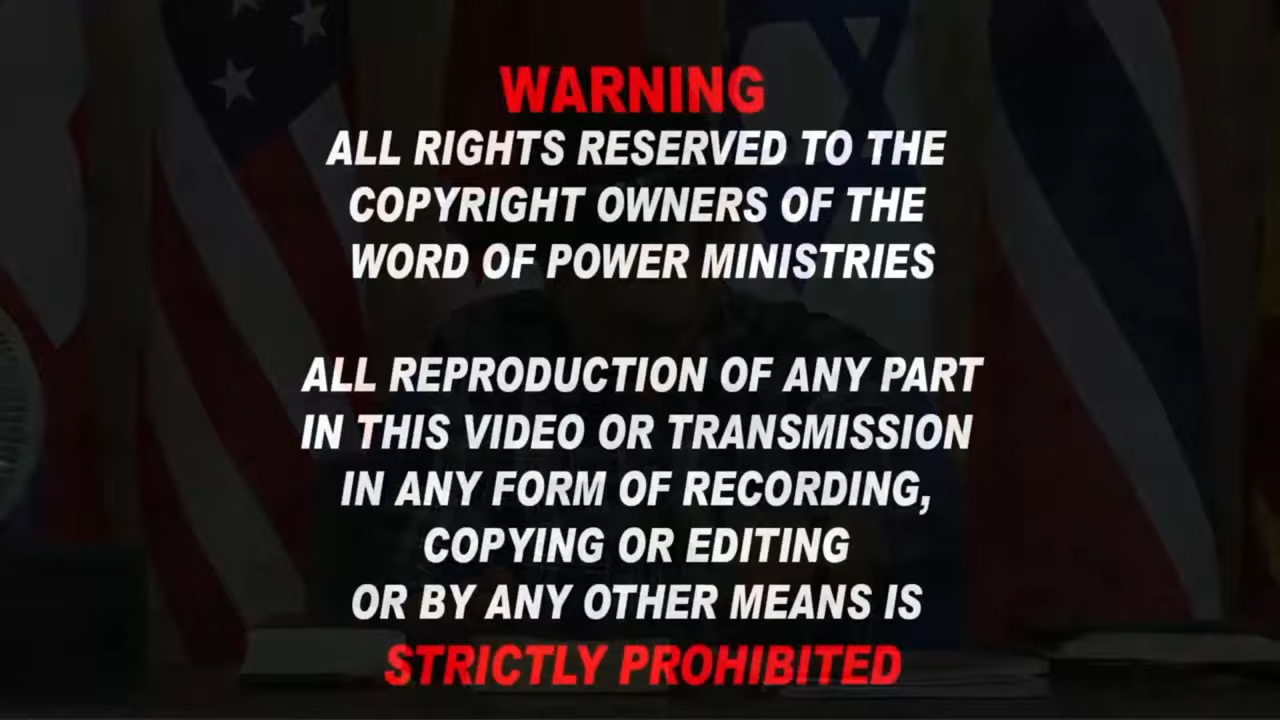 WARNING
ALL RIGHTS RESERVED TO THE
COPYRIGHT OWNERS OF THE
WORD OF POWER MINISTRIES
ALL REPRODUCTION OF ANY PART
IN THIS VIDEO OR TRANSMISSION
IN ANY FORM OF RECORDING,
COPYING OR EDITING
OR BY ANY OTHER MEANS IS
STRICTLY PROHIBITED